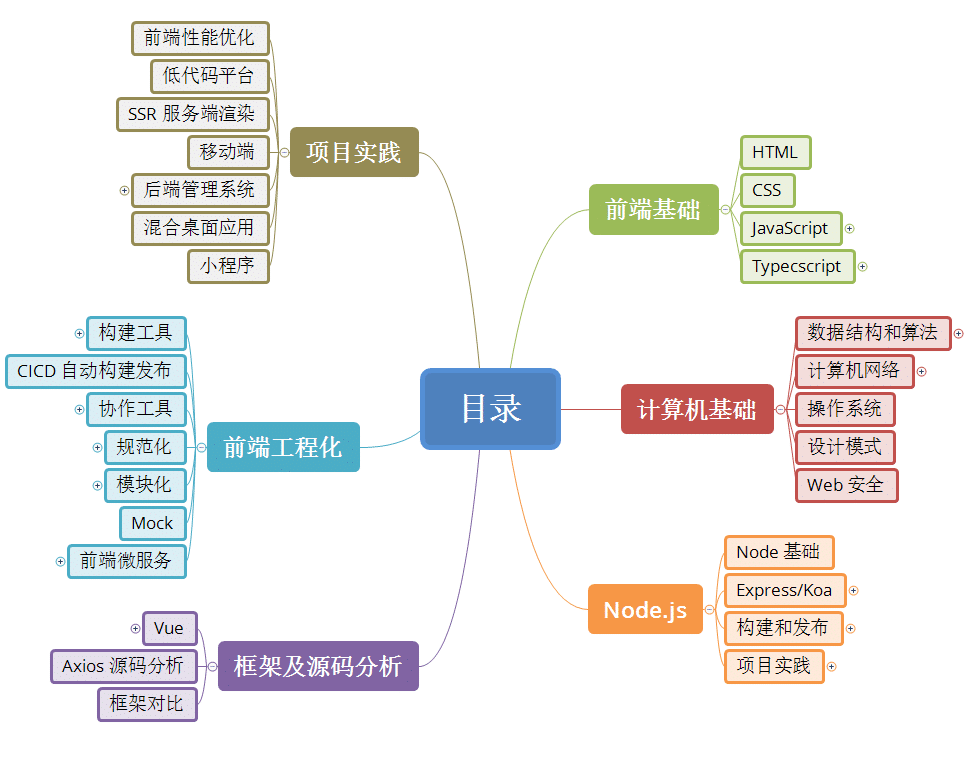 目录
前端基础
HTML
CSS
JavaScript
Typecscript
计算机基础
数据结构和算法
计算机网络
操作系统
设计模式
Web 安全
Node.js
Node 基础
Express/Koa
构建和发布
项目实践
项目实践
前端性能优化
低代码平台
SSR 服务端渲染
移动端
后端管理系统
混合桌面应用
小程序
前端工程化
构建工具
CICD 自动构建发布
协作工具
规范化
模块化
Mock
前端微服务
框架及源码分析
Vue
Axios 源码分析
框架对比